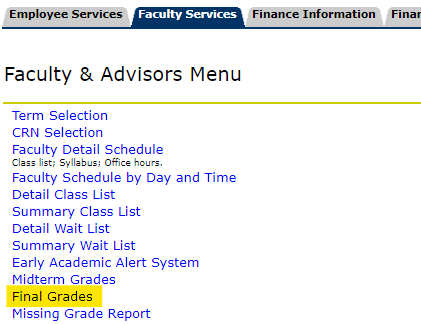 Employee Services Faculty Services Finance Information
Faculty & Advisors Menu
Term Selection
CRN Selection
Faculty Detail Schedule
Class list; Syllabus; Office hours.
Faculty Schedule by Day and Time
Detail Class List
Summary Class List
Detail Wait List
Summary Wait List
Early Academic Alert System
Midterm Grades
Final Grades
Missing Grade Report